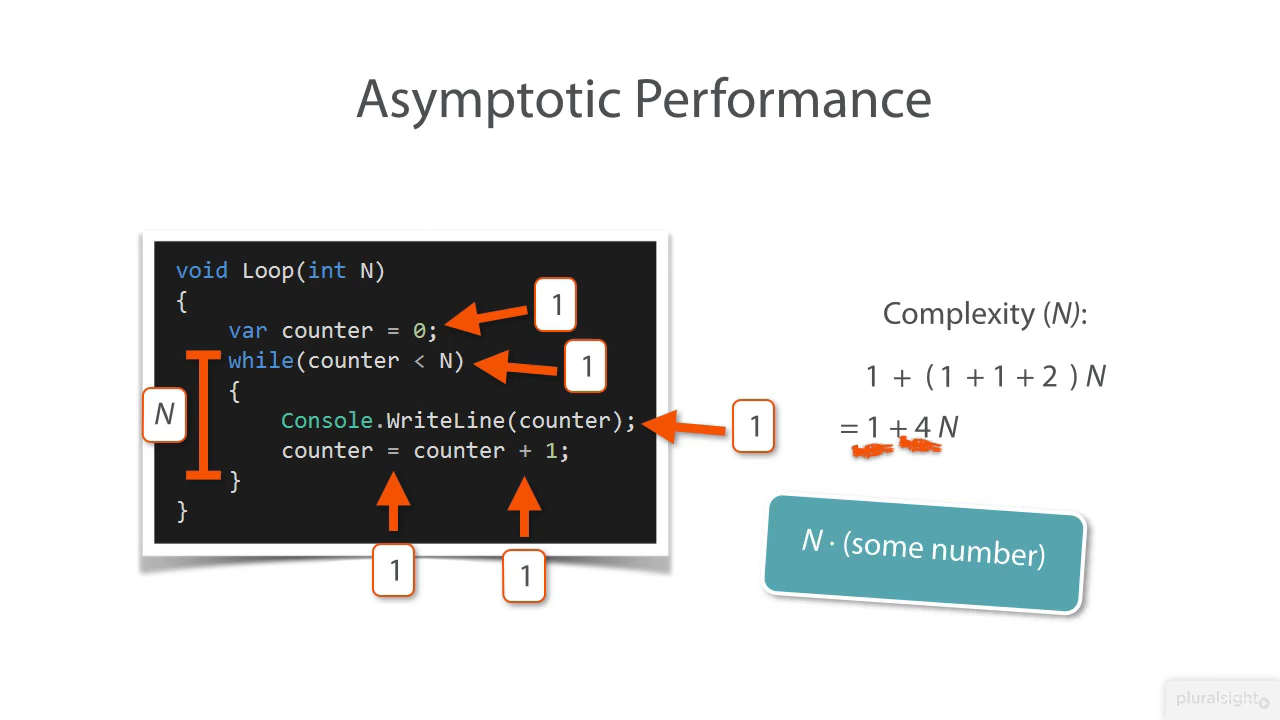 Asymptotic Performance
void Loop(int N)
{
var counter = 0;
1
while(counter < N)
1
{
N
Console.WriteLine(counter);
1
counter = counter + 1;
}
}
1
1
Complexity (N):
1 + (1 + 1 + 2 ) N
= 1 + 4 N
N · (some number)
pluralsight